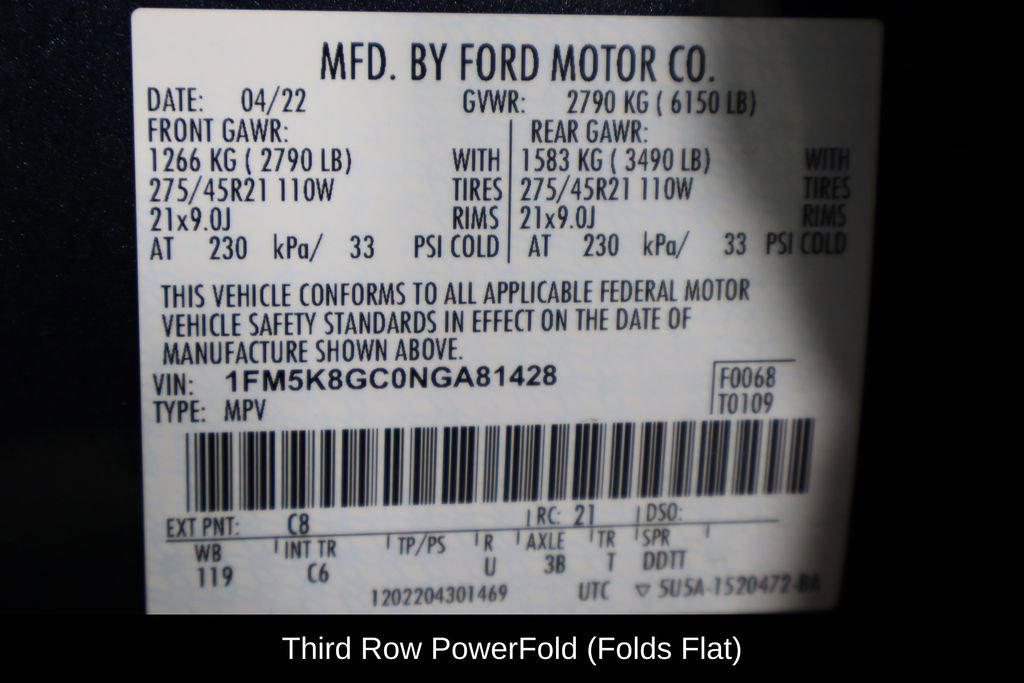 MFD. BY FORD MOTOR CO.
DATE: 04/22 GVWR: 2790 KG ( 6150 LB)
FRONT GAWR: REAR GAWR:
1266 KG ( 2790 LB) WITH 1583 KG ( 3490 LB) WITH
275/45R21 110W TIRES 275/45R21 110W TIRES
21x9.0J RIMS 21x9.0J RIMS
AT 230 kPa/ 33 PSI COLD AT 230 kPa/ 33 PSI COLD
THIS VEHICLE CONFORMS TO ALL APPLICABLE FEDERAL MOTOR
VEHICLE SAFETY STANDARDS IN EFFECT ON THE DATE OF
MANUFACTURE SHOWN ABOVE.
VIN: 1FM5K8GC0NGA81428 F0068
TYPE: MPV T0109
EXT PNT: C8 RC: 21 DSO:
WB INT TR TP/PS R AXLE TR SPR
119 C6 U 3B T DDTT
1202204301469 UTC ▽ 5U5A-1520472-BA
Third Row PowerFold (Folds Flat)